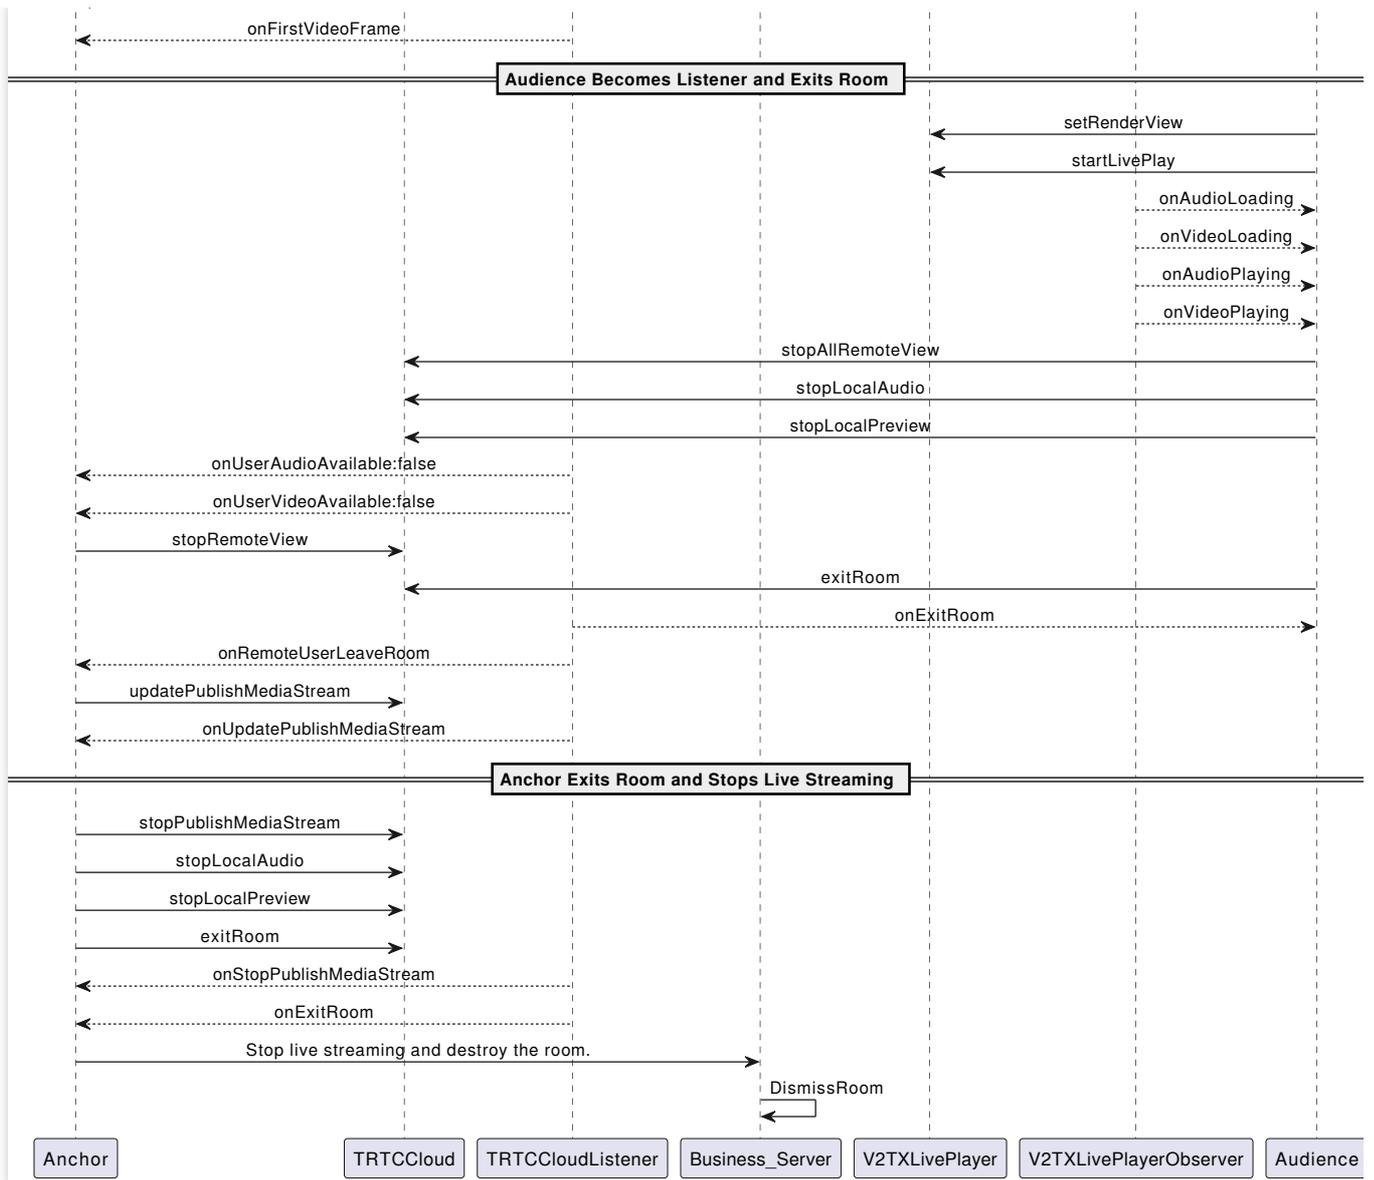 onFirstVideoFrame
Audience Becomes Listener and Exits Room
setRenderView
startLivePlay
onAudioLoading
onVideoLoading
onAudioPlaying
onVideoPlaying
stopAllRemoteView
stopLocalAudio
stopLocalPreview
onUserAudioAvailable:false
onUserVideoAvailable:false
stopRemoteView
exitRoom
onExitRoom
onRemoteUserLeaveRoom
updatePublishMediaStream
onUpdatePublishMediaStream
Anchor Exits Room and Stops Live Streaming
stopPublishMediaStream
stopLocalAudio
stopLocalPreview
exitRoom
onStopPublishMediaStream
onExitRoom
Stop live streaming and destroy the room.
DismissRoom
Anchor TRTCCloud TRTCCloudListener Business_Server V2TXLivePlayer V2TXLivePlayerObserver Audience